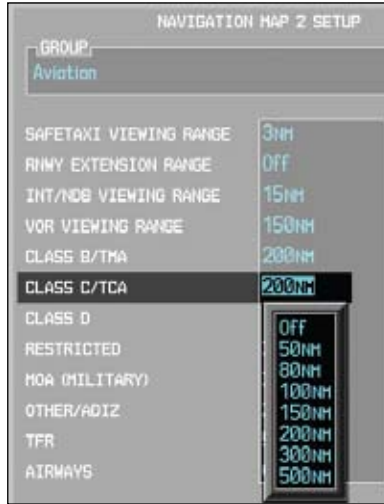 NAVIGATION MAP 2 SETUP
GROUP
Aviation
SAFETAXI VIEWING RANGE 3NM
RNWY EXTENSION RANGE Off
INT/NDB VIEWING RANGE 15NM
VOR VIEWING RANGE 150NM
CLASS B/TMA 200NM
CLASS C/TCA 200NM
CLASS D
RESTRICTED
MOA (MILITARY)
OTHER/ADIZ
TFR
AIRWAYS
Off
50NM
80NM
100NM
150NM
200NM
300NM
500NM